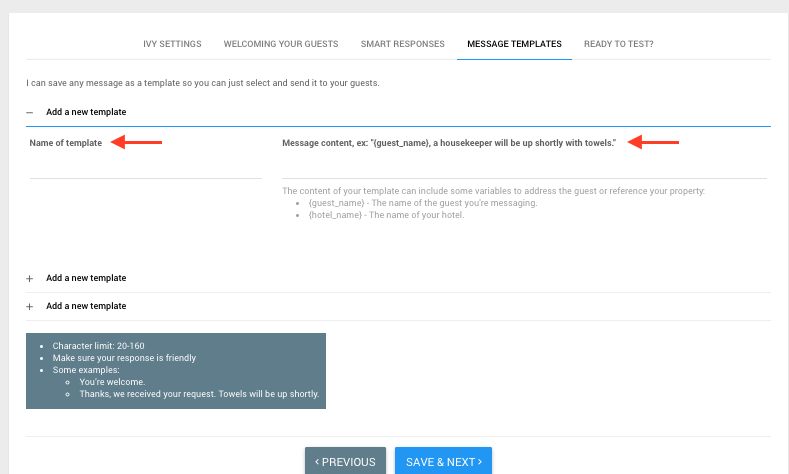 IVY SETTINGS WELCOMING YOUR GUESTS SMART RESPONSES MESSAGE TEMPLATES READY TO TEST?
I can save any message as a template so you can just select and send it to your guests.
− Add a new template
Name of template Message content, ex: "{guest_name}, a housekeeper will be up shortly with towels."
The content of your template can include some variables to address the guest or reference your property:
• {guest_name} - The name of the guest you're messaging.
• {hotel_name} - The name of your hotel.
+ Add a new template
+ Add a new template
• Character limit: 20-160
• Make sure your response is friendly
• Some examples:
◦ You're welcome.
◦ Thanks, we received your request. Towels will be up shortly.
‹ PREVIOUS SAVE & NEXT ›